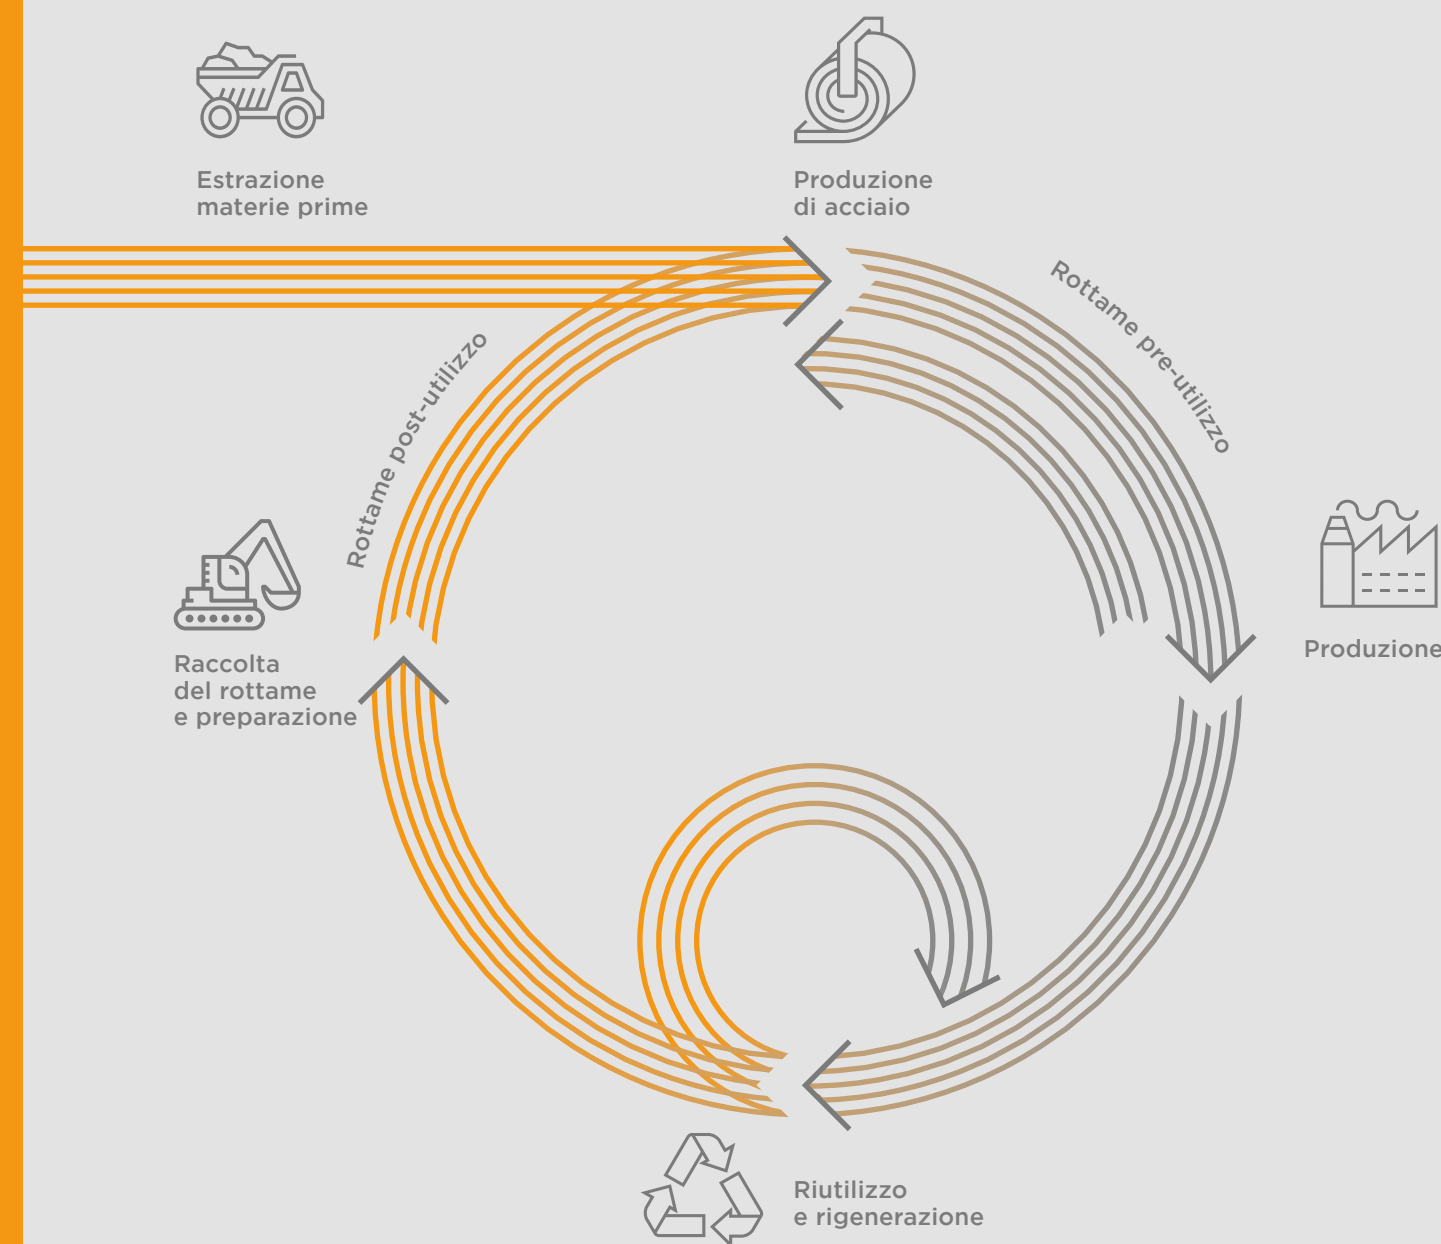 Estrazione
materie prime
Produzione
di acciaio
Rottame pre-utilizzo
Rottame post-utilizzo
Produzione
Raccolta
del rottame
e preparazione
Riutilizzo
e rigenerazione